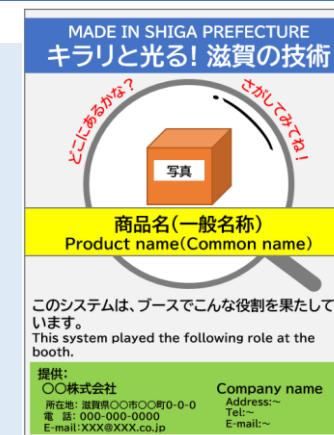 MADE IN SHIGA PREFECTURE
キラリと光る! 滋賀の技術
どこにあるかな?
さがしてみてね!
写真
商品名(一般名称)
Product name(Common name)
このシステムは、ブースでこんな役割を果たして
います。
This system played the following role at the
booth.
提供:
〇〇株式会社
所在地: 滋賀県〇〇市〇〇町0-0-0
電 話: 000-000-0000
E-mail:XXX@XXX.co.jp
Company name
Address:~
Tel:~
E-mail:~